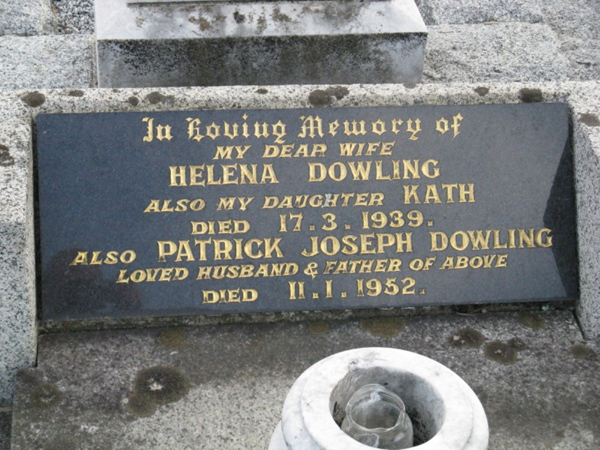 In Loving Memory of
MY DEAR WIFE
HELENA DOWLING
ALSO MY DAUGHTER KATH
DIED 17.3.1939.
ALSO PATRICK JOSEPH DOWLING
LOVED HUSBAND & FATHER OF ABOVE
DIED 11.1.1952.